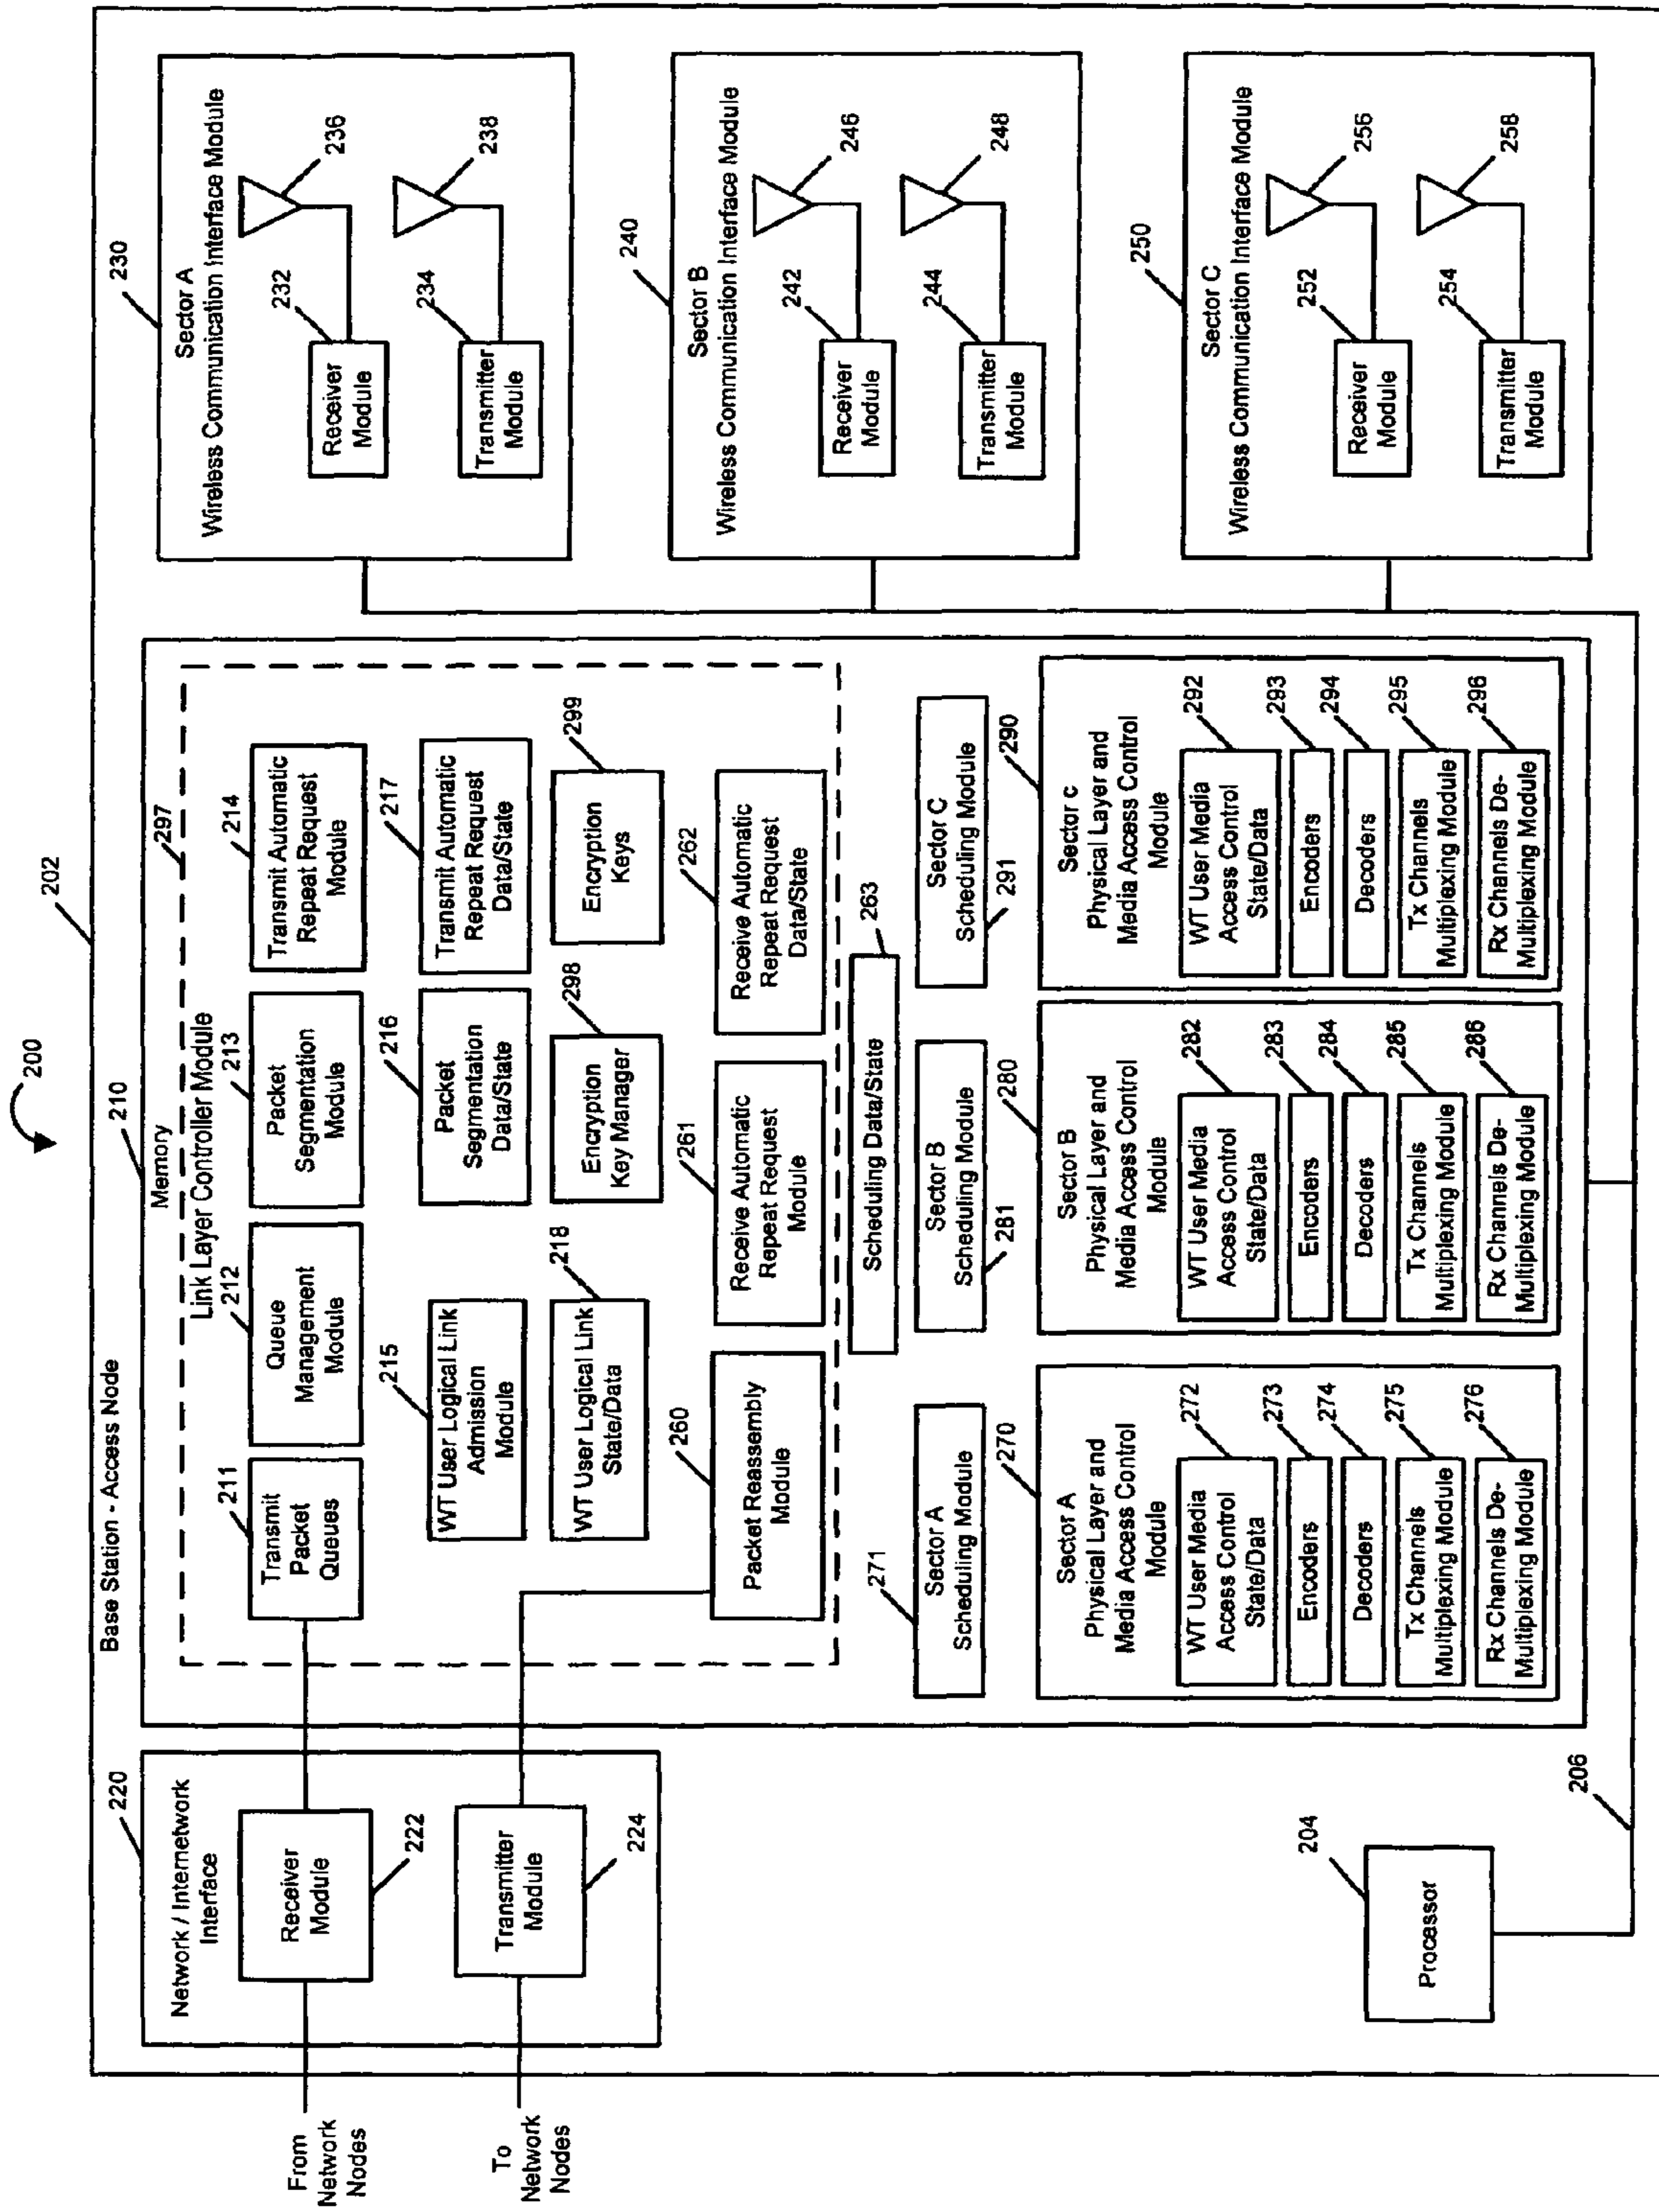 200
202
Base Station - Access Node
210
Memory
297
Link Layer Controller Module
211
Transmit
Packet
Queues
212
Queue
Management
Module
213
Packet
Segmentation
Module
214
Transmit Automatic
Repeat Request
Module
215
WT User Logical Link
Admission
Module
216
Packet
Segmentation
Data/State
217
Transmit Automatic
Repeat Request
Data/State
218
WT User Logical Link
State/Data
298
Encryption
Key Manager
299
Encryption
Keys
260
Packet Reassembly
Module
261
Receive Automatic
Repeat Request
Module
262
Receive Automatic
Repeat Request
Data/State
263
Scheduling Data/State
271
Sector A
Scheduling Module
Sector B
Scheduling Module
281
Sector C
Scheduling Module
291
270
Sector A
Physical Layer and
Media Access Control
Module
WT User Media
Access Control
State/Data
272
Encoders
273
Decoders
274
Tx Channels
Multiplexing Module
275
Rx Channels De-
Multiplexing Module
276
280
Sector B
Physical Layer and
Media Access Control
Module
WT User Media
Access Control
State/Data
282
Encoders
283
Decoders
284
Tx Channels
Multiplexing Module
285
Rx Channels De-
Multiplexing Module
286
290
Sector c
Physical Layer and
Media Access Control
Module
WT User Media
Access Control
State/Data
292
Encoders
293
Decoders
294
Tx Channels
Multiplexing Module
295
Rx Channels De-
Multiplexing Module
296
220
Network / Internetwork
Interface
Receiver
Module
222
Transmitter
Module
224
From
Network
Nodes
To
Network
Nodes
204
Processor
206
230
Sector A
Wireless Communication Interface Module
232
Receiver
Module
236
234
Transmitter
Module
238
240
Sector B
Wireless Communication Interface Module
242
Receiver
Module
246
244
Transmitter
Module
248
250
Sector C
Wireless Communication Interface Module
252
Receiver
Module
256
254
Transmitter
Module
258